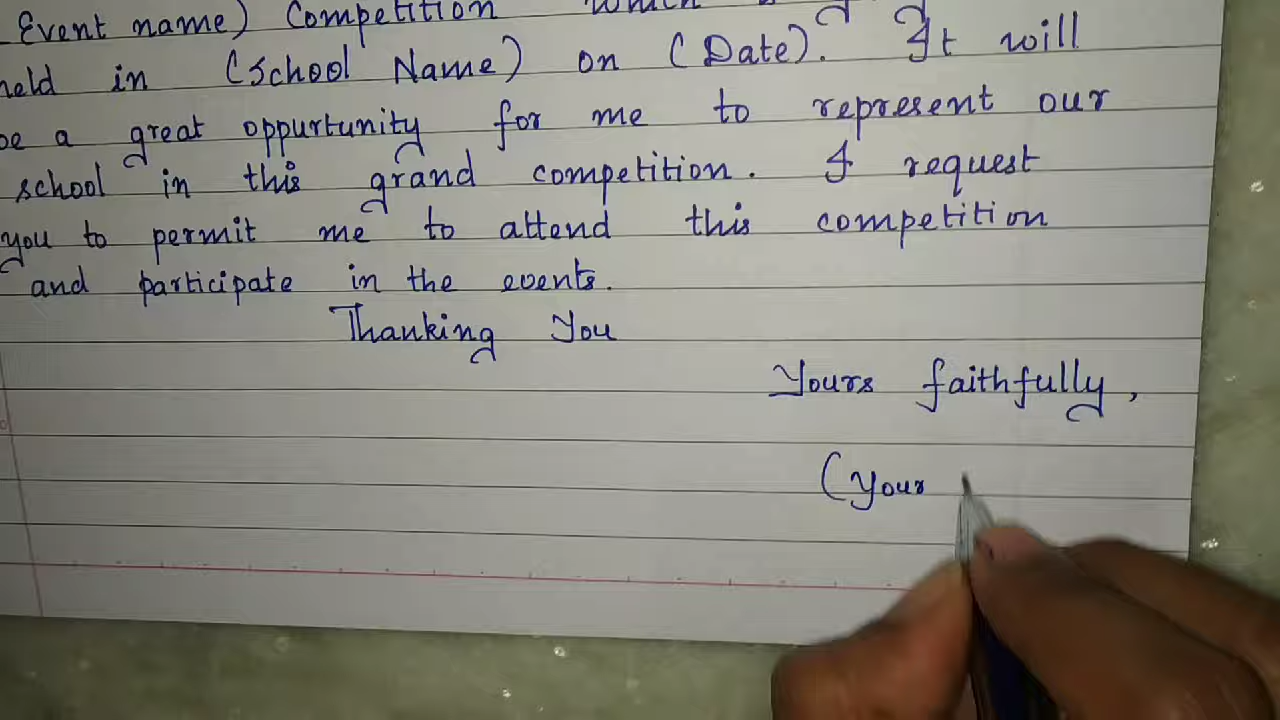 Event name) Competition which
held in (School Name) on (Date). It will
be a great oppurtunity for me to represent our
school in this grand competition. I request
you to permit me to attend this competition
and participate in the events.
Thanking You
Yours faithfully,
(Your